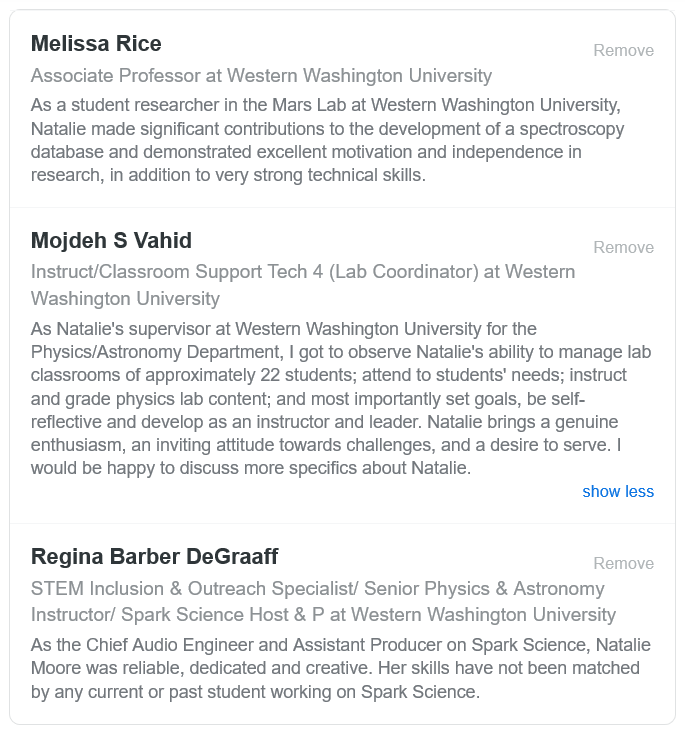 Melissa Rice
Remove
Associate Professor at Western Washington University
As a student researcher in the Mars Lab at Western Washington University,
Natalie made significant contributions to the development of a spectroscopy
database and demonstrated excellent motivation and independence in
research, in addition to very strong technical skills.
Mojdeh S Vahid
Remove
Instruct/Classroom Support Tech 4 (Lab Coordinator) at Western
Washington University
As Natalie's supervisor at Western Washington University for the
Physics/Astronomy Department, I got to observe Natalie's ability to manage lab
classrooms of approximately 22 students; attend to students' needs; instruct
and grade physics lab content; and most importantly set goals, be self-
reflective and develop as an instructor and leader. Natalie brings a genuine
enthusiasm, an inviting attitude towards challenges, and a desire to serve. I
would be happy to discuss more specifics about Natalie.
show less
Regina Barber DeGraaff
Remove
STEM Inclusion & Outreach Specialist/ Senior Physics & Astronomy
Instructor/ Spark Science Host & P at Western Washington University
As the Chief Audio Engineer and Assistant Producer on Spark Science, Natalie
Moore was reliable, dedicated and creative. Her skills have not been matched
by any current or past student working on Spark Science.